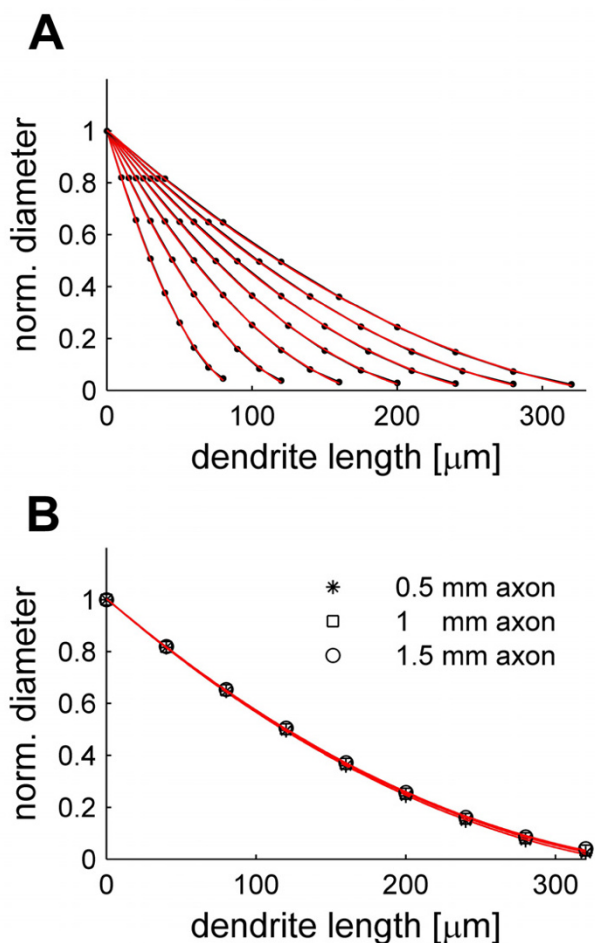 A
1
0.8
0.6
0.4
0.2
0
norm. diameter
0 100 200 300
dendrite length [μm]
B
1
0.8
0.6
0.4
0.2
0
norm. diameter
0.5 mm axon
1 mm axon
1.5 mm axon
0 100 200 300
dendrite length [μm]